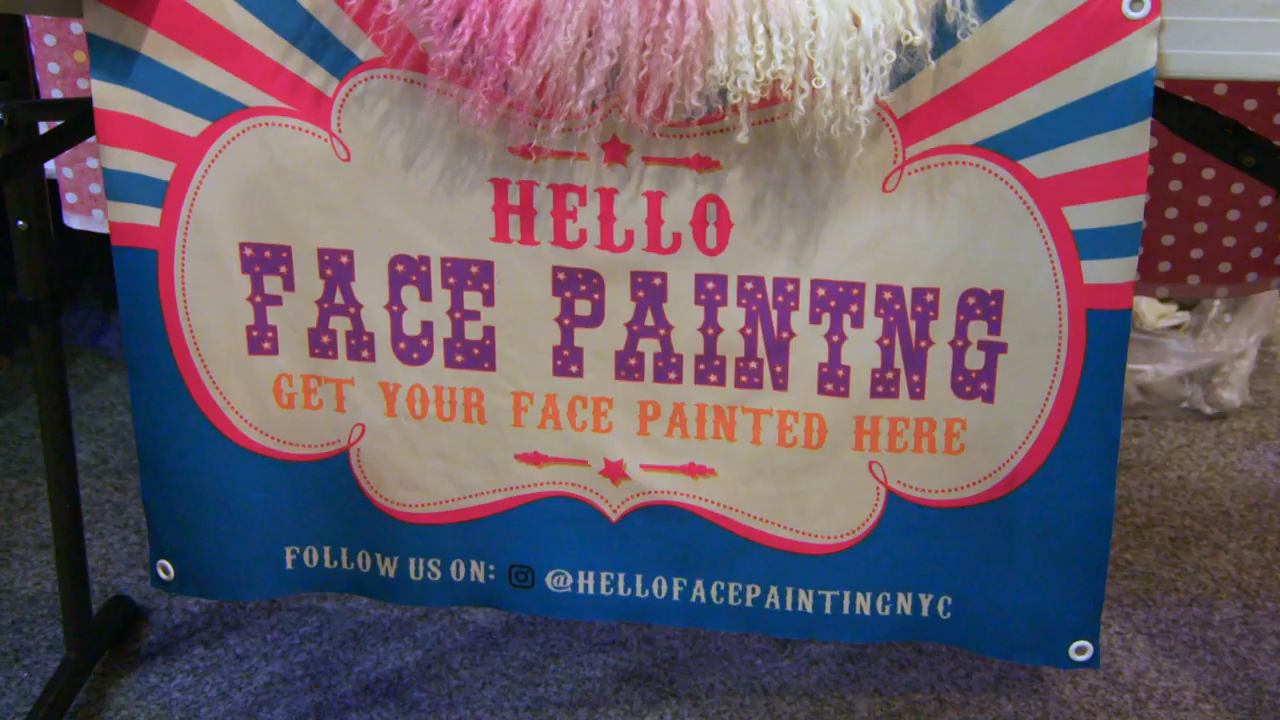 HELLO
FACE PAINTNG
GET YOUR FACE PAINTED HERE
FOLLOW US ON: @HELLOFACEPAINTINGNYC